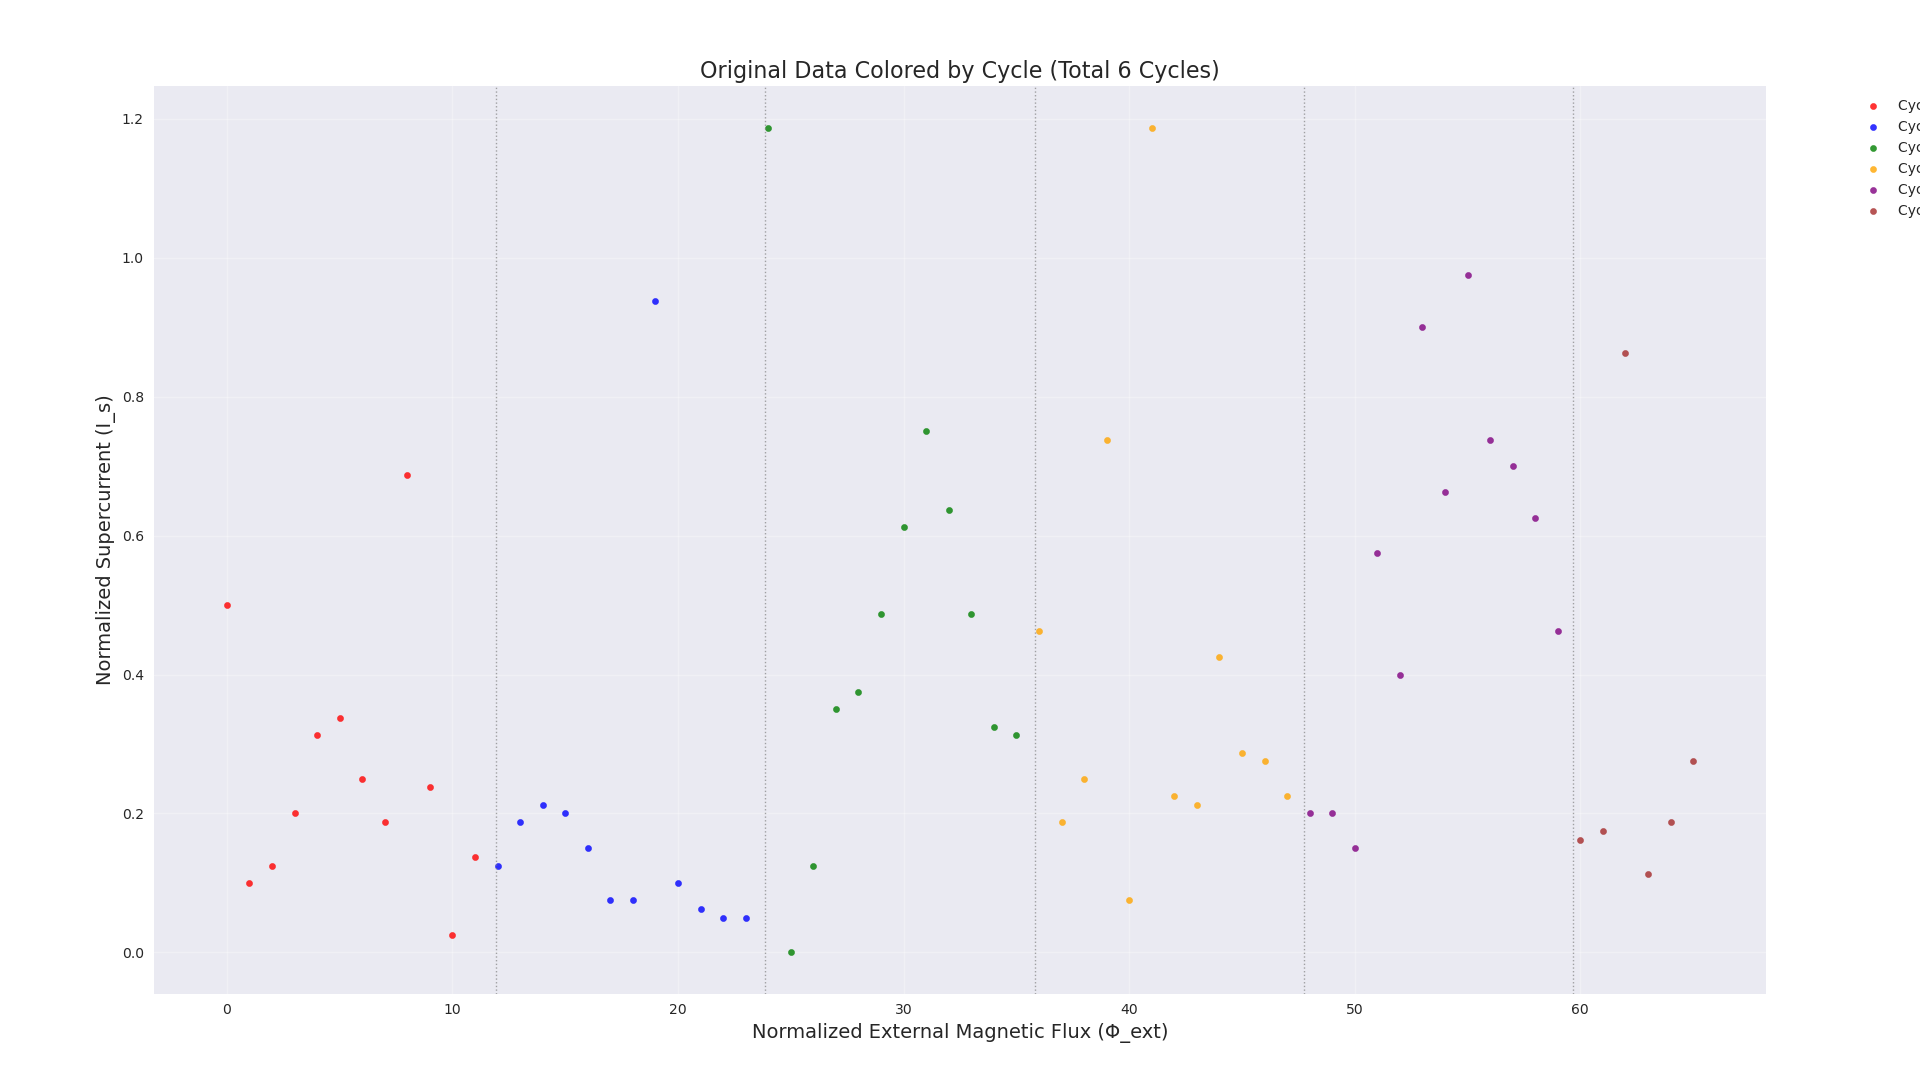 Original Data Colored by Cycle (Total 6 Cycles)
1.2
1.0
0.8
0.6
0.4
0.2
0.0
Normalized Supercurrent (I_s)
0 10 20 30 40 50 60
Normalized External Magnetic Flux (Φ_ext)
Cyc
Cyc
Cyc
Cyc
Cyc
Cyc